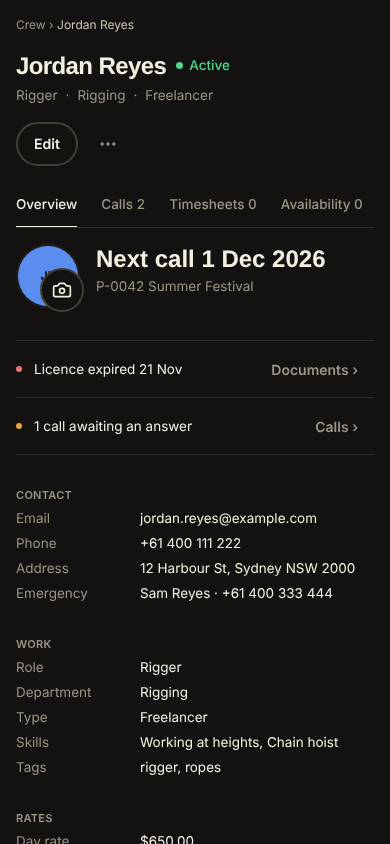 Crew › Jordan Reyes
Jordan Reyes Active
Rigger · Rigging · Freelancer
Edit
Overview Calls 2 Timesheets 0 Availability 0
Next call 1 Dec 2026
P-0042 Summer Festival
Licence expired 21 Nov Documents ›
1 call awaiting an answer Calls ›
CONTACT
Email jordan.reyes@example.com
Phone +61 400 111 222
Address 12 Harbour St, Sydney NSW 2000
Emergency Sam Reyes · +61 400 333 444
WORK
Role Rigger
Department Rigging
Type Freelancer
Skills Working at heights, Chain hoist
Tags rigger, ropes
RATES
Day rate $650.00